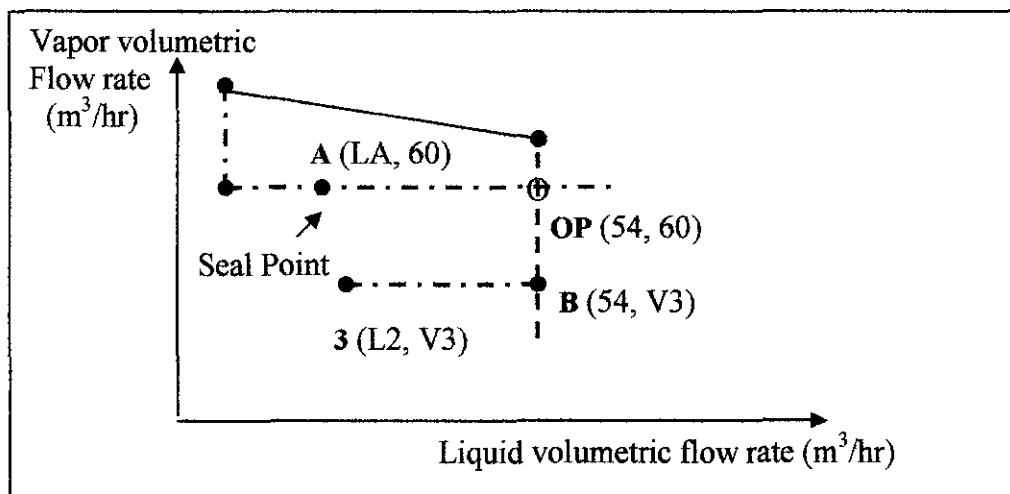 Vapor volumetric
Flow rate
(m³/hr)
A (LA, 60)
OP (54, 60)
Seal Point
B (54, V3)
3 (L2, V3)
Liquid volumetric flow rate (m³/hr)